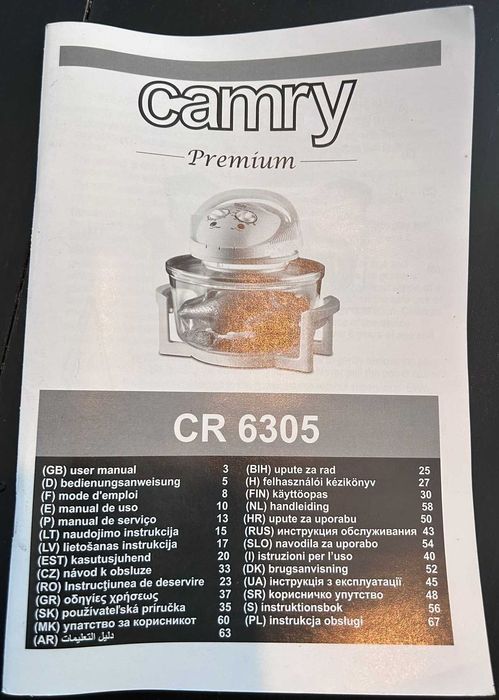 camry
Premium
CR 6305
(GB) user manual 3
(D) bedienungsanweisung 5
(F) mode d'emploi 8
(E) manual de uso 10
(P) manual de serviço 13
(LT) naudojimo instrukcija 15
(LV) lietošanas instrukcija 17
(EST) kasutusjuhend 20
(CZ) návod k obsluze 33
(RO) Instrucţiunea de deservire 23
(GR) οδηγίες χρήσεως 37
(SK) používateľská príručka 35
(MK) упатство за корисникот 60
(AR) دليل التعليمات 63
(BIH) upute za rad 25
(H) felhasználói kézikönyv 27
(FIN) käyttöopas 30
(NL) handleiding 58
(HR) upute za uporabu 50
(RUS) инструкция обслуживания 43
(SLO) navodila za uporabo 54
(I) istruzioni per l'uso 40
(DK) brugsanvisning 52
(UA) інструкція з експлуатації 45
(SR) корисничко упутство 48
(S) instruktionsbok 56
(PL) instrukcja obsługi 67